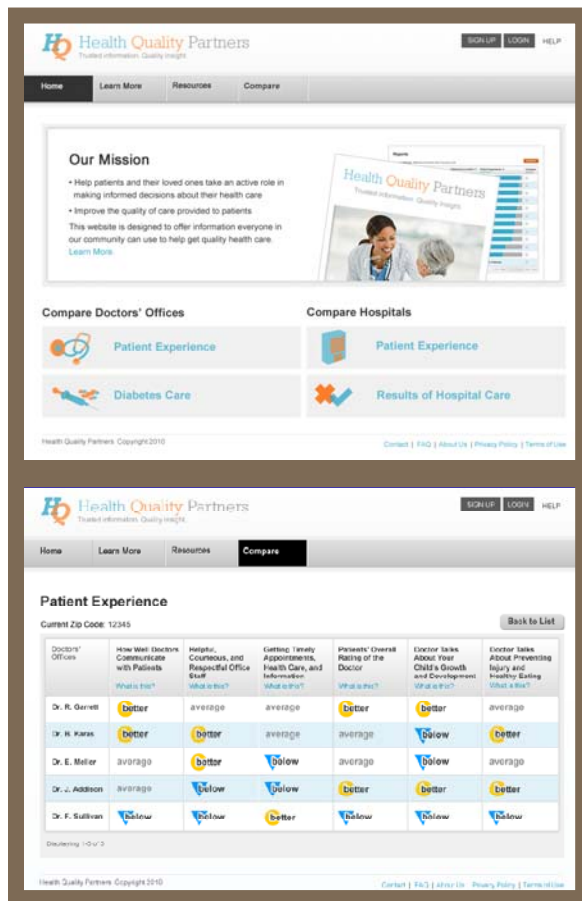 HQ Health Quality Partners
Trusted information. Quality insight.
SIGN UP LOGIN HELP
Home Learn More Resources Compare
Our Mission
• Help patients and their loved ones take an active role in
making informed decisions about their health care
• Improve the quality of care provided to patients
This website is designed to offer information everyone in
our community can use to help get quality health care.
Learn More
Health Quality Partners
Trusted information. Quality insight.
Compare Doctors' Offices
Compare Hospitals
Patient Experience
Patient Experience
Diabetes Care
Results of Hospital Care
Health Quality Partners Copyright 2010
Contact | FAQ | About Us | Privacy Policy | Terms of Use
HQ Health Quality Partners
Trusted information. Quality insight.
SIGN UP LOGIN HELP
Home Learn More Resources Compare
Patient Experience
Current Zip Code: 12345
Back to List
Doctors'
Offices
How Well Doctors
Communicate
with Patients
What is this?
Helpful,
Courteous, and
Respectful Office
Staff
What is this?
Getting Timely
Appointments,
Health Care, and
Information
What is this?
Patients' Overall
Rating of the
Doctor
What is this?
Doctor Talks
About Your
Child's Growth
and Development
What is this?
Doctor Talks
About Preventing
Injury and
Healthy Eating
What is this?
Dr. R. Garrett better average average better better average
Dr. B. Karas better better average average below better
Dr. E. Meller average better below average below average
Dr. J. Addison average below below better better better
Dr. F. Sullivan below below better below below below
Health Quality Partners Copyright 2010
Contact | FAQ | About Us Privacy Policy | Terms of Use